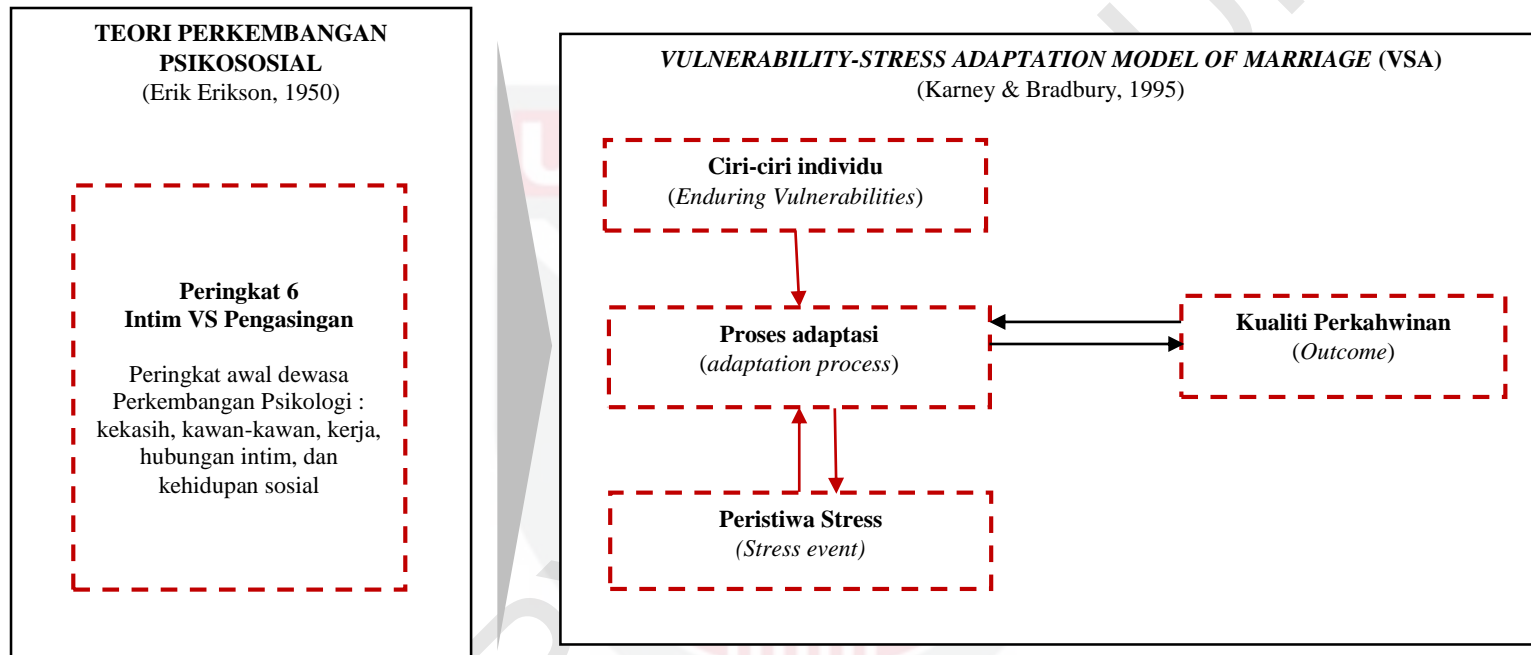 TEORI PERKEMBANGAN
PSIKOSOSIAL
(Erik Erikson, 1950)
Peringkat 6
Intim VS Pengasingan
Peringkat awal dewasa
Perkembangan Psikologi :
kekasih, kawan-kawan, kerja,
hubungan intim, dan
kehidupan sosial
VULNERABILITY-STRESS ADAPTATION MODEL OF MARRIAGE (VSA)
(Karney & Bradbury, 1995)
Ciri-ciri individu
(Enduring Vulnerabilities)
Proses adaptasi
(adaptation process)
Kualiti Perkahwinan
(Outcome)
Peristiwa Stress
(Stress event)